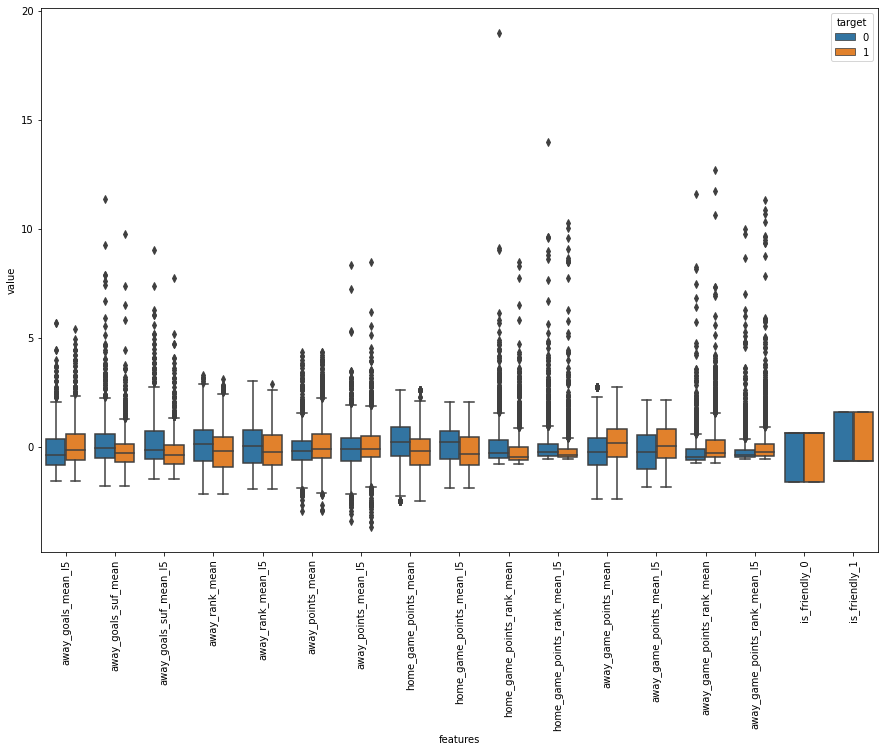 20
15
10
5
0
value
target
0
1
away_goals_mean_l5
away_goals_suf_mean
away_goals_suf_mean_l5
away_rank_mean
away_rank_mean_l5
away_points_mean
away_points_mean_l5
home_game_points_mean
home_game_points_mean_l5
home_game_points_rank_mean
home_game_points_rank_mean_l5
away_game_points_mean
away_game_points_mean_l5
away_game_points_rank_mean
away_game_points_rank_mean_l5
is_friendly_0
is_friendly_1
features